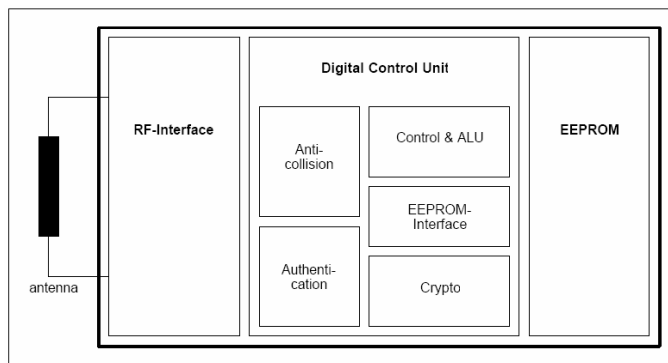 Digital Control Unit
RF-Interface
EEPROM
Anti-
collision
Control & ALU
EEPROM-
Interface
Authenti-
cation
Crypto
antenna